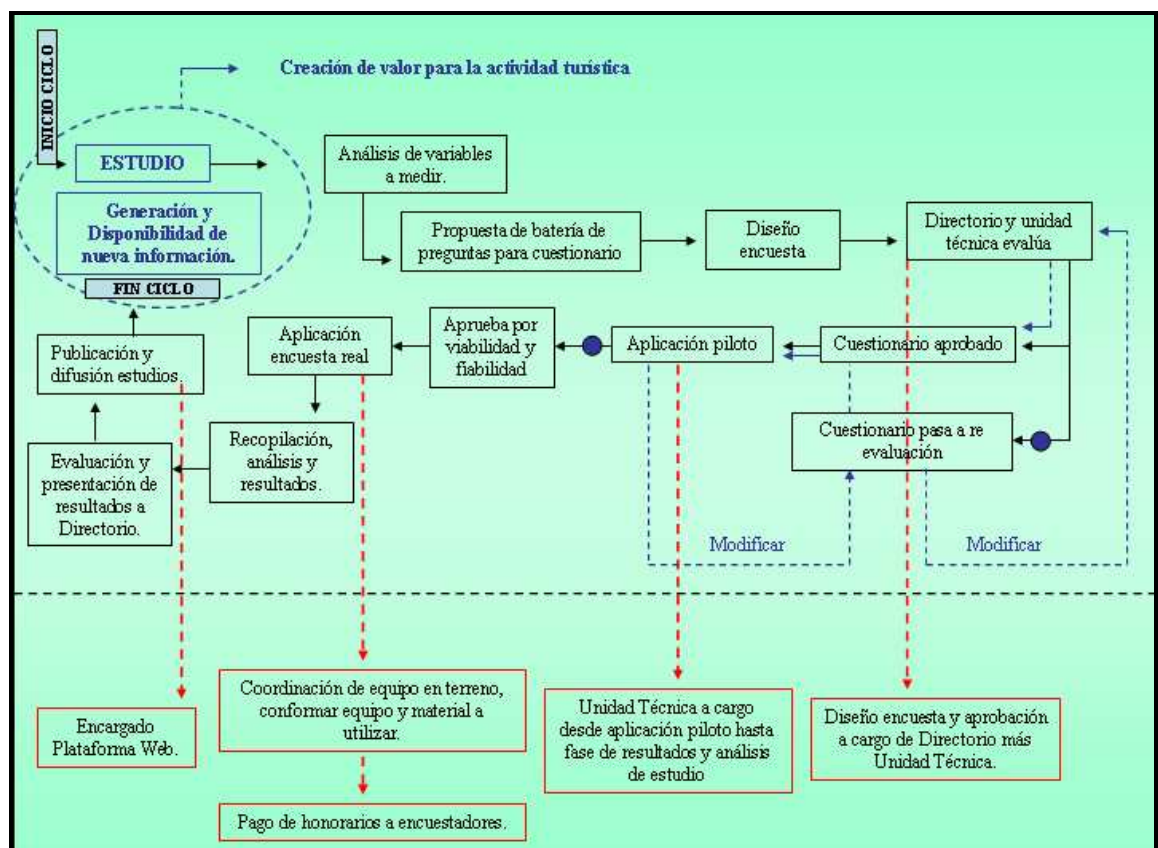 INICIO CICLO
Creación de valor para la actividad turística
ESTUDIO
Generación y
Disponibilidad de
nueva información.
FIN CICLO
Análisis de variables
a medir.
Propuesta de batería de
preguntas para cuestionario
Diseño
encuesta
Directorio y unidad
técnica evalúa
Cuestionario aprobado
Cuestionario pasa a re
evaluación
Aplicación piloto
Aprueba por
viabilidad y
fiabilidad
Aplicación
encuesta real
Recopilación,
análisis y
resultados.
Evaluación y
presentación de
resultados a
Directorio.
Publicación y
difusión estudios.
Modificar
Modificar
Encargado
Plataforma Web.
Coordinación de equipo en terreno,
conformar equipo y material a
utilizar.
Pago de honorarios a encuestadores.
Unidad Técnica a cargo
desde aplicación piloto hasta
fase de resultados y análisis
de estudio
Diseño encuesta y aprobación
a cargo de Directorio más
Unidad Técnica.